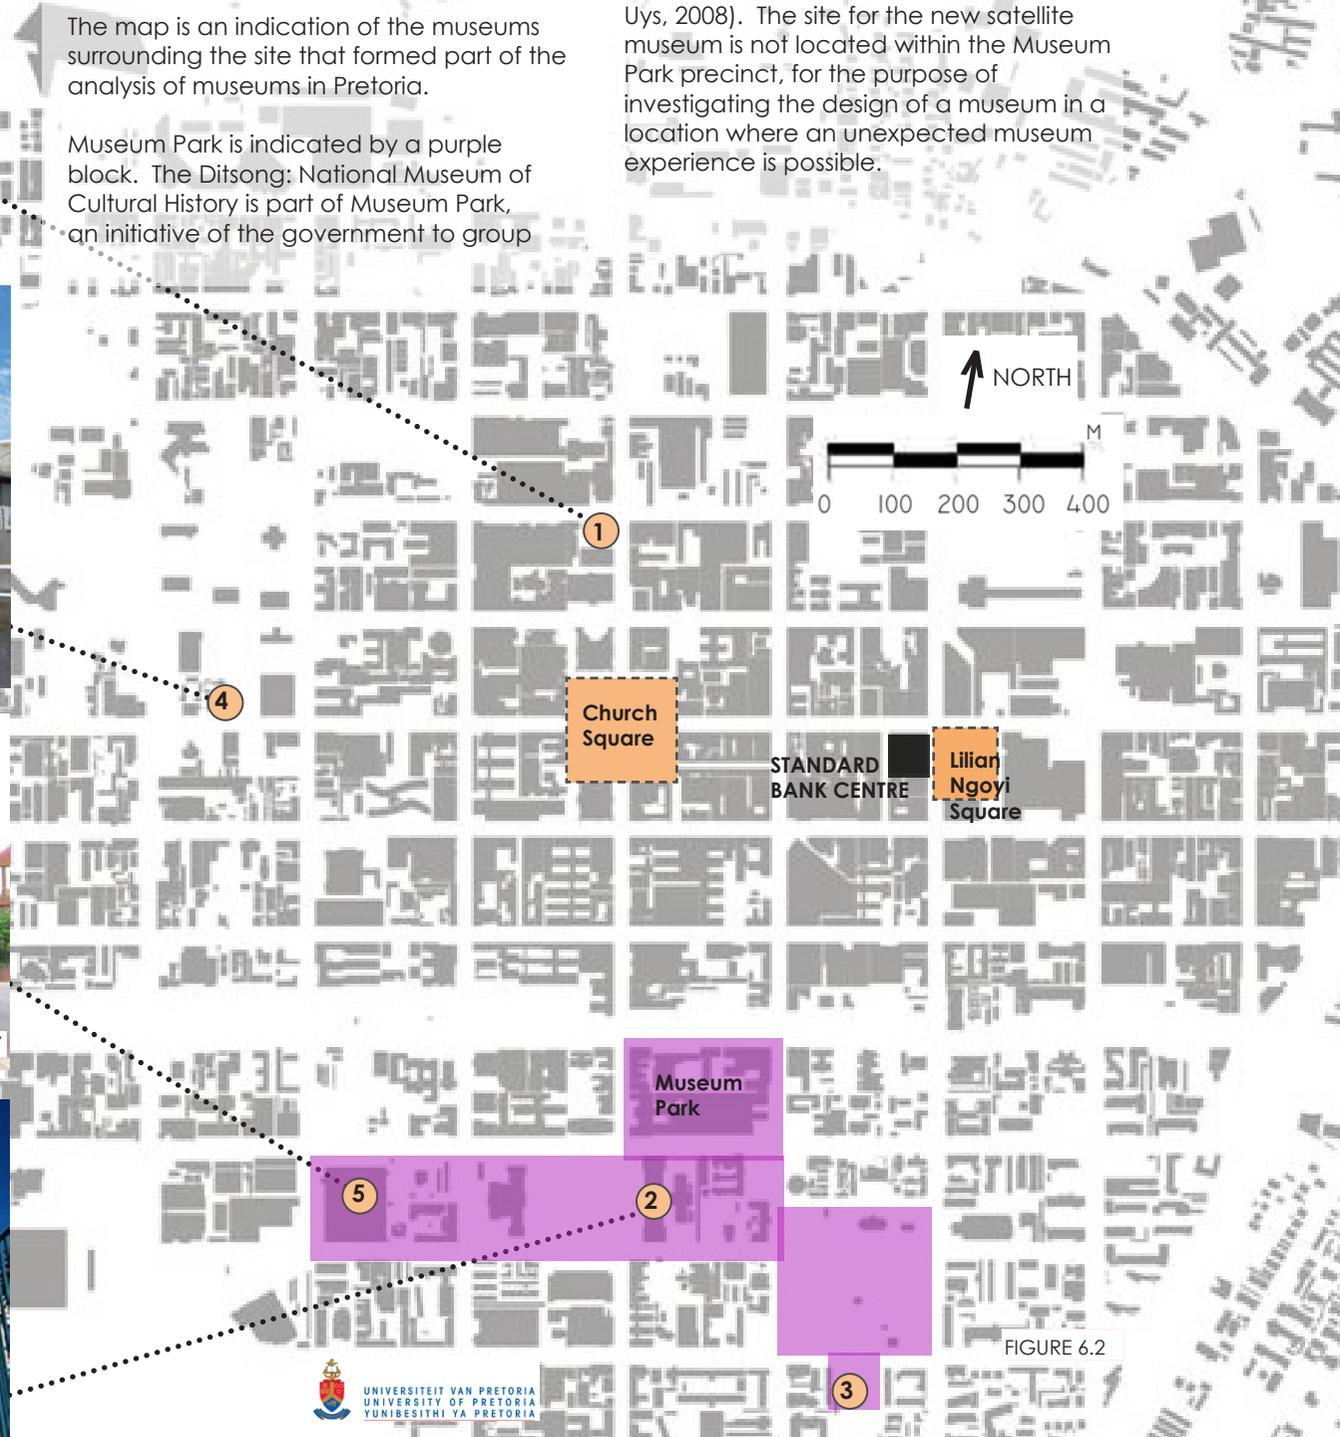 The map is an indication of the museums
surrounding the site that formed part of the
analysis of museums in Pretoria.
Museum Park is indicated by a purple
block.  The Ditsong: National Museum of
Cultural History is part of Museum Park,
an initiative of the government to group
Uys, 2008).  The site for the new satellite
museum is not located within the Museum
Park precinct, for the purpose of
investigating the design of a museum in a
location where an unexpected museum
experience is possible.
NORTH
M
0 100 200 300 400
1
4
Church
Square
STANDARD
BANK CENTRE
Lilian
Ngoyi
Square
Museum
Park
5
2
3
FIGURE 6.2
UNIVERSITEIT VAN PRETORIA
UNIVERSITY OF PRETORIA
YUNIBESITHI YA PRETORIA